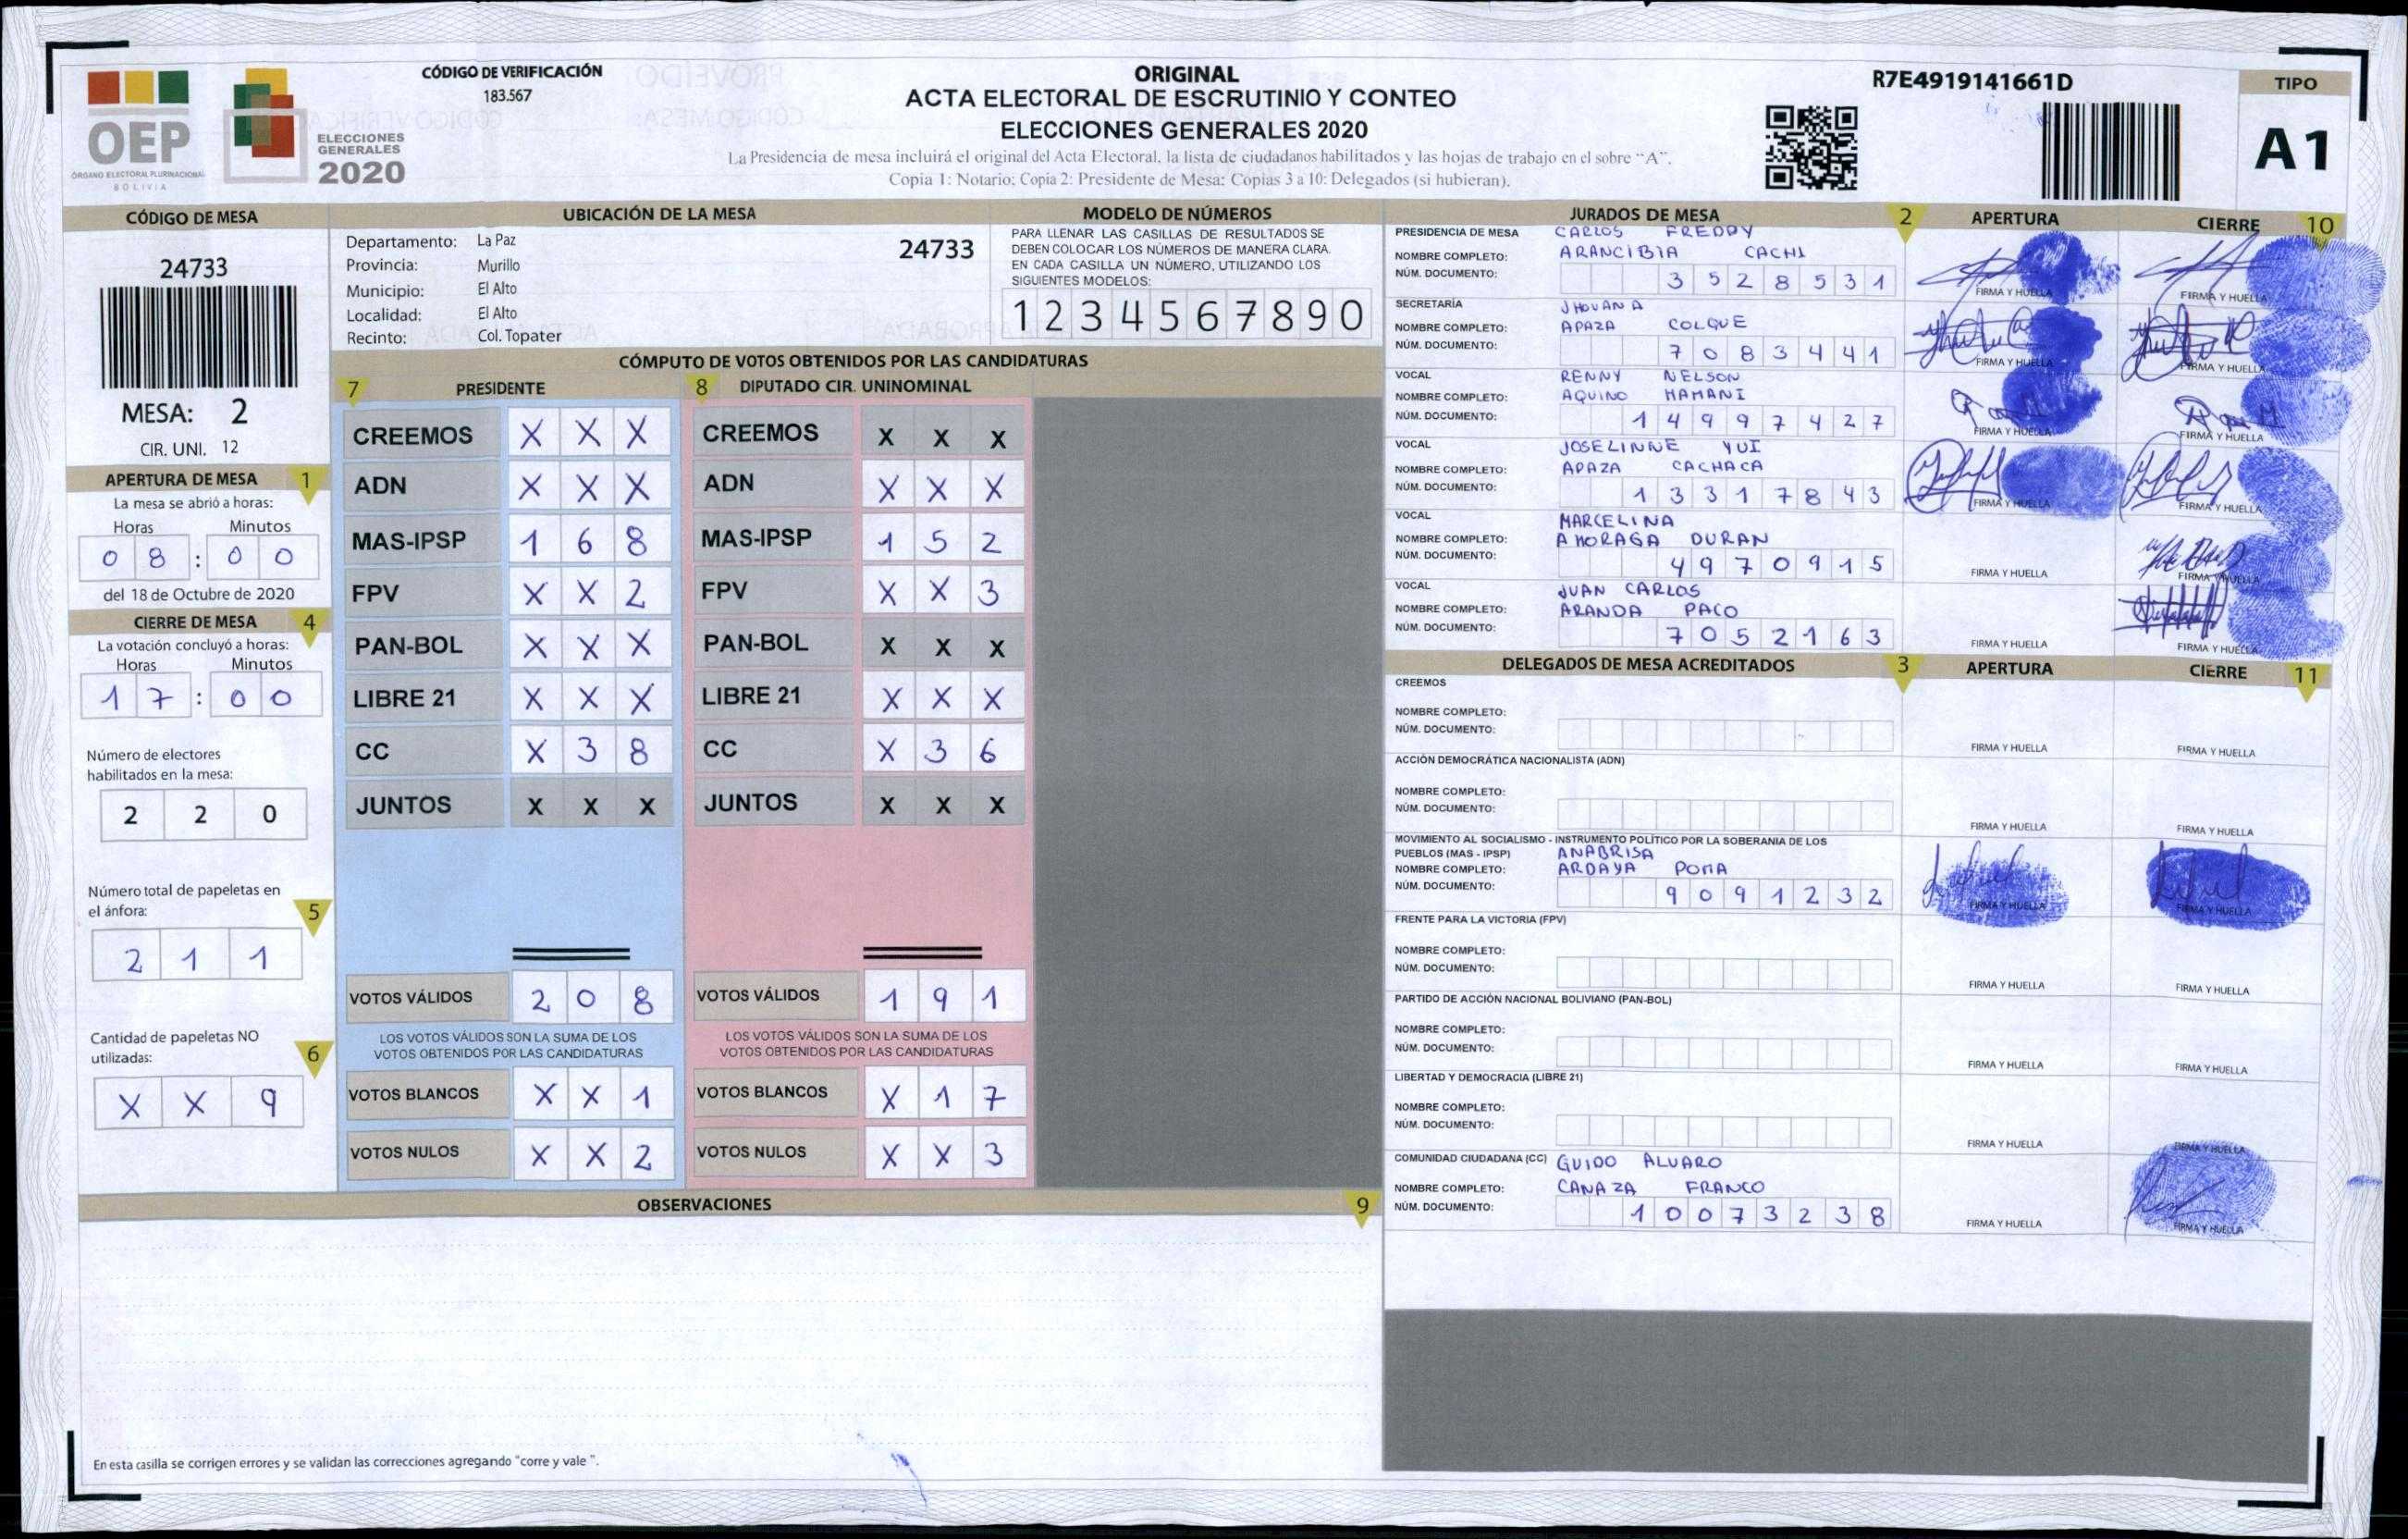 CÓDIGO DE VERIFICACIÓN
183.567
OEP
ÓRGANO ELECTORAL PLURINACIONAL
BOLIVIA
ELECCIONES
GENERALES
2020
ORIGINAL
ACTA ELECTORAL DE ESCRUTINIO Y CONTEO
ELECCIONES GENERALES 2020
La Presidencia de mesa incluirá el original del Acta Electoral, la lista de ciudadanos habilitados y las hojas de trabajo en el sobre "A".
Copia 1: Notario; Copia 2: Presidente de Mesa; Copias 3 a 10: Delegados (si hubieran).
R7E4919141661D
TIPO
A1
CÓDIGO DE MESA
24733
MESA: 2
CIR. UNI. 12
APERTURA DE MESA 1
La mesa se abrió a horas:
Horas Minutos
0 8 : 0 0
del 18 de Octubre de 2020
CIERRE DE MESA 4
La votación concluyó a horas:
Horas Minutos
1 7 : 0 0
Número de electores
habilitados en la mesa:
2 2 0
Número total de papeletas en
el ánfora: 5
2 1 1
Cantidad de papeletas NO
utilizadas: 6
X X 9
UBICACIÓN DE LA MESA
Departamento: La Paz
Provincia: Murillo
Municipio: El Alto
Localidad: El Alto
Recinto: Col. Topater
24733
MODELO DE NÚMEROS
PARA LLENAR LAS CASILLAS DE RESULTADOS SE
DEBEN COLOCAR LOS NÚMEROS DE MANERA CLARA.
EN CADA CASILLA UN NÚMERO, UTILIZANDO LOS
SIGUIENTES MODELOS:
1 2 3 4 5 6 7 8 9 0
CÓMPUTO DE VOTOS OBTENIDOS POR LAS CANDIDATURAS
7 PRESIDENTE
CREEMOS X X X
ADN X X X
MAS-IPSP 1 6 8
FPV X X 2
PAN-BOL X X X
LIBRE 21 X X X
CC X 3 8
JUNTOS X X X
VOTOS VÁLIDOS 2 0 8
LOS VOTOS VÁLIDOS SON LA SUMA DE LOS
VOTOS OBTENIDOS POR LAS CANDIDATURAS
VOTOS BLANCOS X X 1
VOTOS NULOS X X 2
8 DIPUTADO CIR. UNINOMINAL
CREEMOS X X X
ADN X X X
MAS-IPSP 1 5 2
FPV X X 3
PAN-BOL X X X
LIBRE 21 X X X
CC X 3 6
JUNTOS X X X
VOTOS VÁLIDOS 1 9 1
LOS VOTOS VÁLIDOS SON LA SUMA DE LOS
VOTOS OBTENIDOS POR LAS CANDIDATURAS
VOTOS BLANCOS X 1 7
VOTOS NULOS X X 3
OBSERVACIONES 9
En esta casilla se corrigen errores y se validan las correcciones agregando "corre y vale ".
JURADOS DE MESA 2 APERTURA CIERRE 10
PRESIDENCIA DE MESA CARLOS FREDDY
NOMBRE COMPLETO: ARANCIBIA CACHI
NÚM. DOCUMENTO: 3 5 2 8 5 3 1
FIRMA Y HUELLA FIRMA Y HUELLA
SECRETARÍA JHOVANA
NOMBRE COMPLETO: APAZA COLQUE
NÚM. DOCUMENTO: 7 0 8 3 4 4 1
FIRMA Y HUELLA FIRMA Y HUELLA
VOCAL RENNY NELSON
NOMBRE COMPLETO: AQUINO MAMANI
NÚM. DOCUMENTO: 1 4 9 9 7 4 2 7
FIRMA Y HUELLA FIRMA Y HUELLA
VOCAL JOSELINNE YUI
NOMBRE COMPLETO: APAZA CACHACA
NÚM. DOCUMENTO: 1 3 3 1 7 8 4 3
FIRMA Y HUELLA FIRMA Y HUELLA
VOCAL MARCELINA
NOMBRE COMPLETO: AMORAGA DURAN
NÚM. DOCUMENTO: 4 9 7 0 9 1 5
FIRMA Y HUELLA FIRMA Y HUELLA
VOCAL JUAN CARLOS
NOMBRE COMPLETO: ARANDA PACO
NÚM. DOCUMENTO: 7 0 5 2 1 6 3
FIRMA Y HUELLA FIRMA Y HUELLA
DELEGADOS DE MESA ACREDITADOS 3 APERTURA CIERRE 11
CREEMOS
NOMBRE COMPLETO:
NÚM. DOCUMENTO:
FIRMA Y HUELLA FIRMA Y HUELLA
ACCIÓN DEMOCRÁTICA NACIONALISTA (ADN)
NOMBRE COMPLETO:
NÚM. DOCUMENTO:
FIRMA Y HUELLA FIRMA Y HUELLA
MOVIMIENTO AL SOCIALISMO - INSTRUMENTO POLÍTICO POR LA SOBERANIA DE LOS
PUEBLOS (MAS - IPSP) ANABRISA
NOMBRE COMPLETO: ARDAYA POMA
NÚM. DOCUMENTO: 9 0 9 1 2 3 2
FIRMA Y HUELLA FIRMA Y HUELLA
FRENTE PARA LA VICTORIA (FPV)
NOMBRE COMPLETO:
NÚM. DOCUMENTO:
FIRMA Y HUELLA FIRMA Y HUELLA
PARTIDO DE ACCIÓN NACIONAL BOLIVIANO (PAN-BOL)
NOMBRE COMPLETO:
NÚM. DOCUMENTO:
FIRMA Y HUELLA FIRMA Y HUELLA
LIBERTAD Y DEMOCRACIA (LIBRE 21)
NOMBRE COMPLETO:
NÚM. DOCUMENTO:
FIRMA Y HUELLA FIRMA Y HUELLA
COMUNIDAD CIUDADANA (CC) GUIDO ALVARO
NOMBRE COMPLETO: CANAZA FRANCO
NÚM. DOCUMENTO: 1 0 0 7 3 2 3 8
FIRMA Y HUELLA FIRMA Y HUELLA